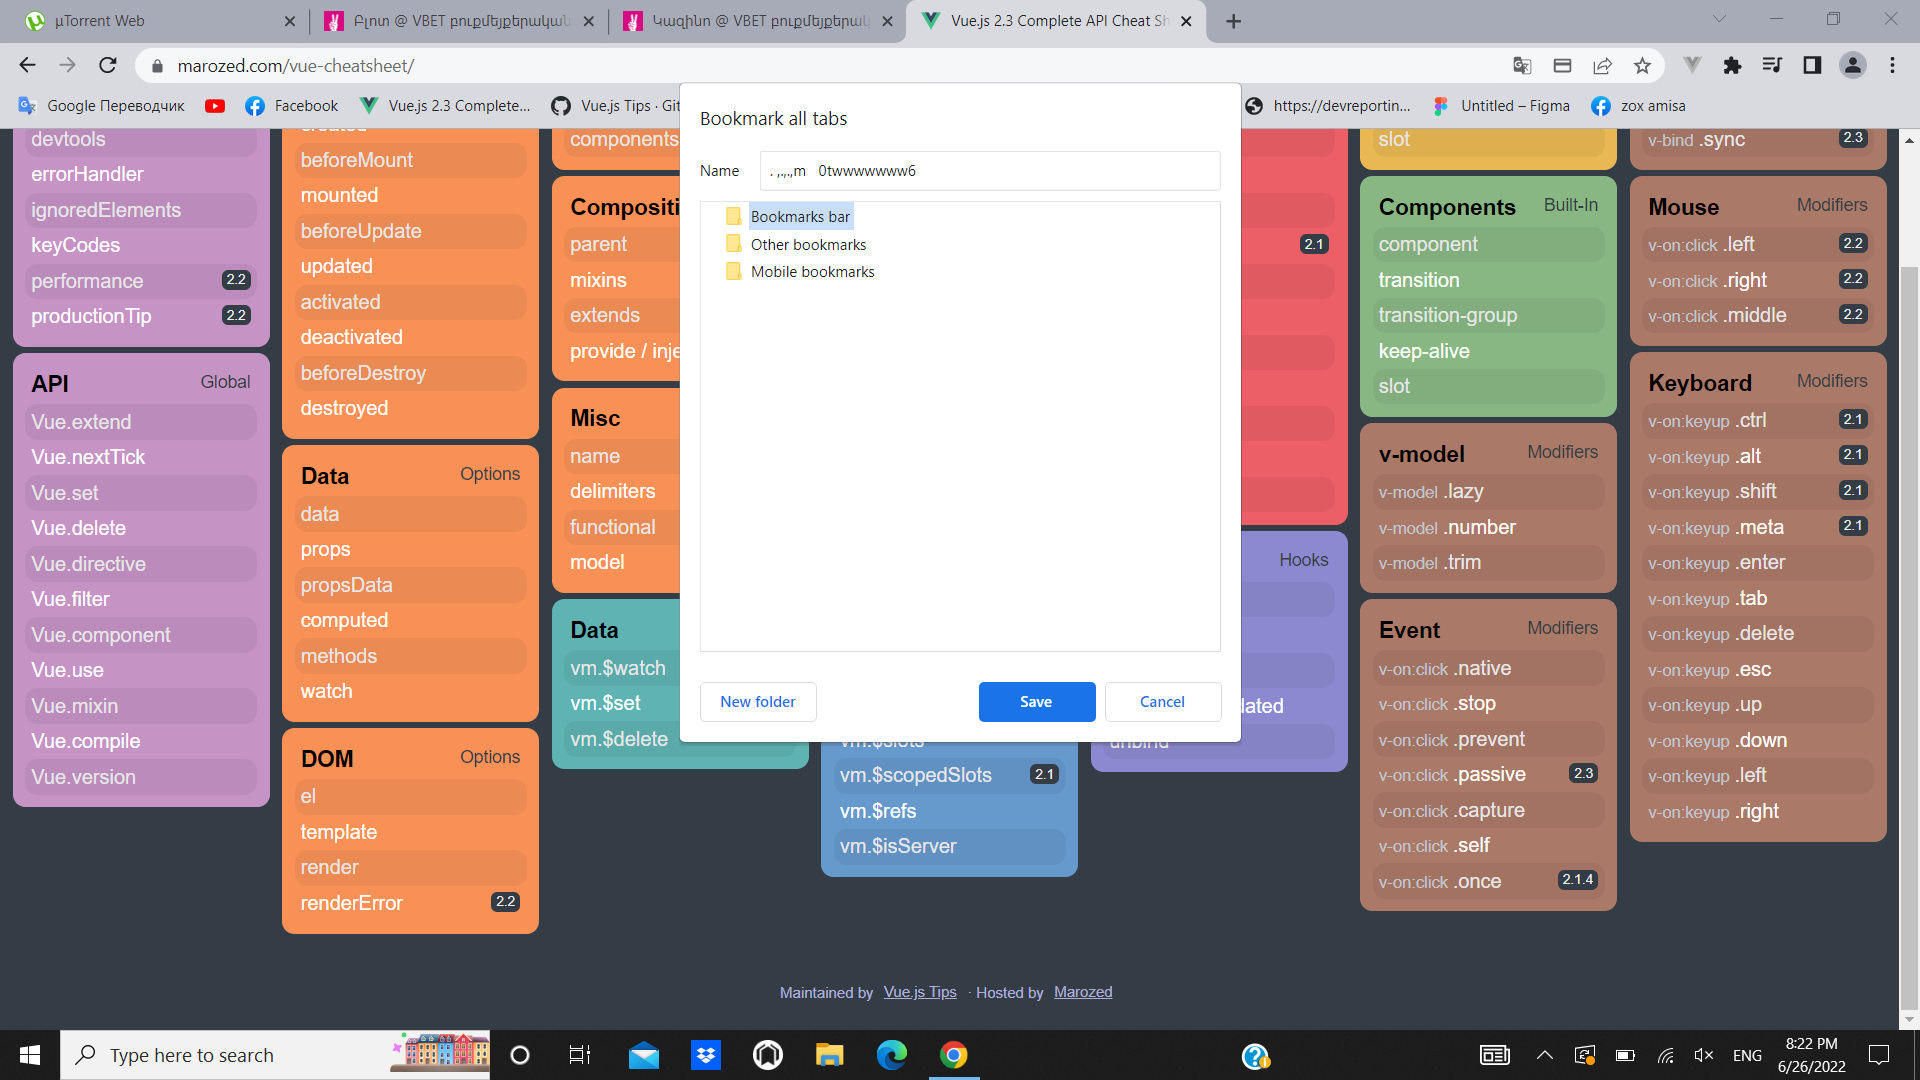 µTorrent Web
Բլոտ @ VBET բուքմեյքերական
Կազինո @ VBET բուքմեյքերակ
Vue.js 2.3 Complete API Cheat Sh
marozed.com/vue-cheatsheet/
Google Переводчик
Facebook
Vue.js 2.3 Complete...
Vue.js Tips · Git
https://devreportin...
Untitled – Figma
zox amisa
Bookmark all tabs
Name
. ,.,.,m 0twwwwwww6
Bookmarks bar
Other bookmarks
Mobile bookmarks
New folder
Save
Cancel
devtools
errorHandler
ignoredElements
keyCodes
performance 2.2
productionTip 2.2
API Global
Vue.extend
Vue.nextTick
Vue.set
Vue.delete
Vue.directive
Vue.filter
Vue.component
Vue.use
Vue.mixin
Vue.compile
Vue.version
beforeMount
mounted
beforeUpdate
updated
activated
deactivated
beforeDestroy
destroyed
Data Options
data
props
propsData
computed
methods
watch
DOM Options
el
template
render
renderError 2.2
components
Compositi
parent
mixins
extends
provide / inje
Misc
name
delimiters
functional
model
Data
vm.$watch
vm.$set
vm.$delete
vm.$slots
vm.$scopedSlots 2.1
vm.$refs
vm.$isServer
2.1
Hooks
dated
unbind
slot
Components Built-In
component
transition
transition-group
keep-alive
slot
v-model Modifiers
v-model .lazy
v-model .number
v-model .trim
Event Modifiers
v-on:click .native
v-on:click .stop
v-on:click .prevent
v-on:click .passive 2.3
v-on:click .capture
v-on:click .self
v-on:click .once 2.1.4
v-bind .sync 2.3
Mouse Modifiers
v-on:click .left 2.2
v-on:click .right 2.2
v-on:click .middle 2.2
Keyboard Modifiers
v-on:keyup .ctrl 2.1
v-on:keyup .alt 2.1
v-on:keyup .shift 2.1
v-on:keyup .meta 2.1
v-on:keyup .enter
v-on:keyup .tab
v-on:keyup .delete
v-on:keyup .esc
v-on:keyup .up
v-on:keyup .down
v-on:keyup .left
v-on:keyup .right
Maintained by Vue.js Tips · Hosted by Marozed
Type here to search
ENG
8:22 PM
6/26/2022